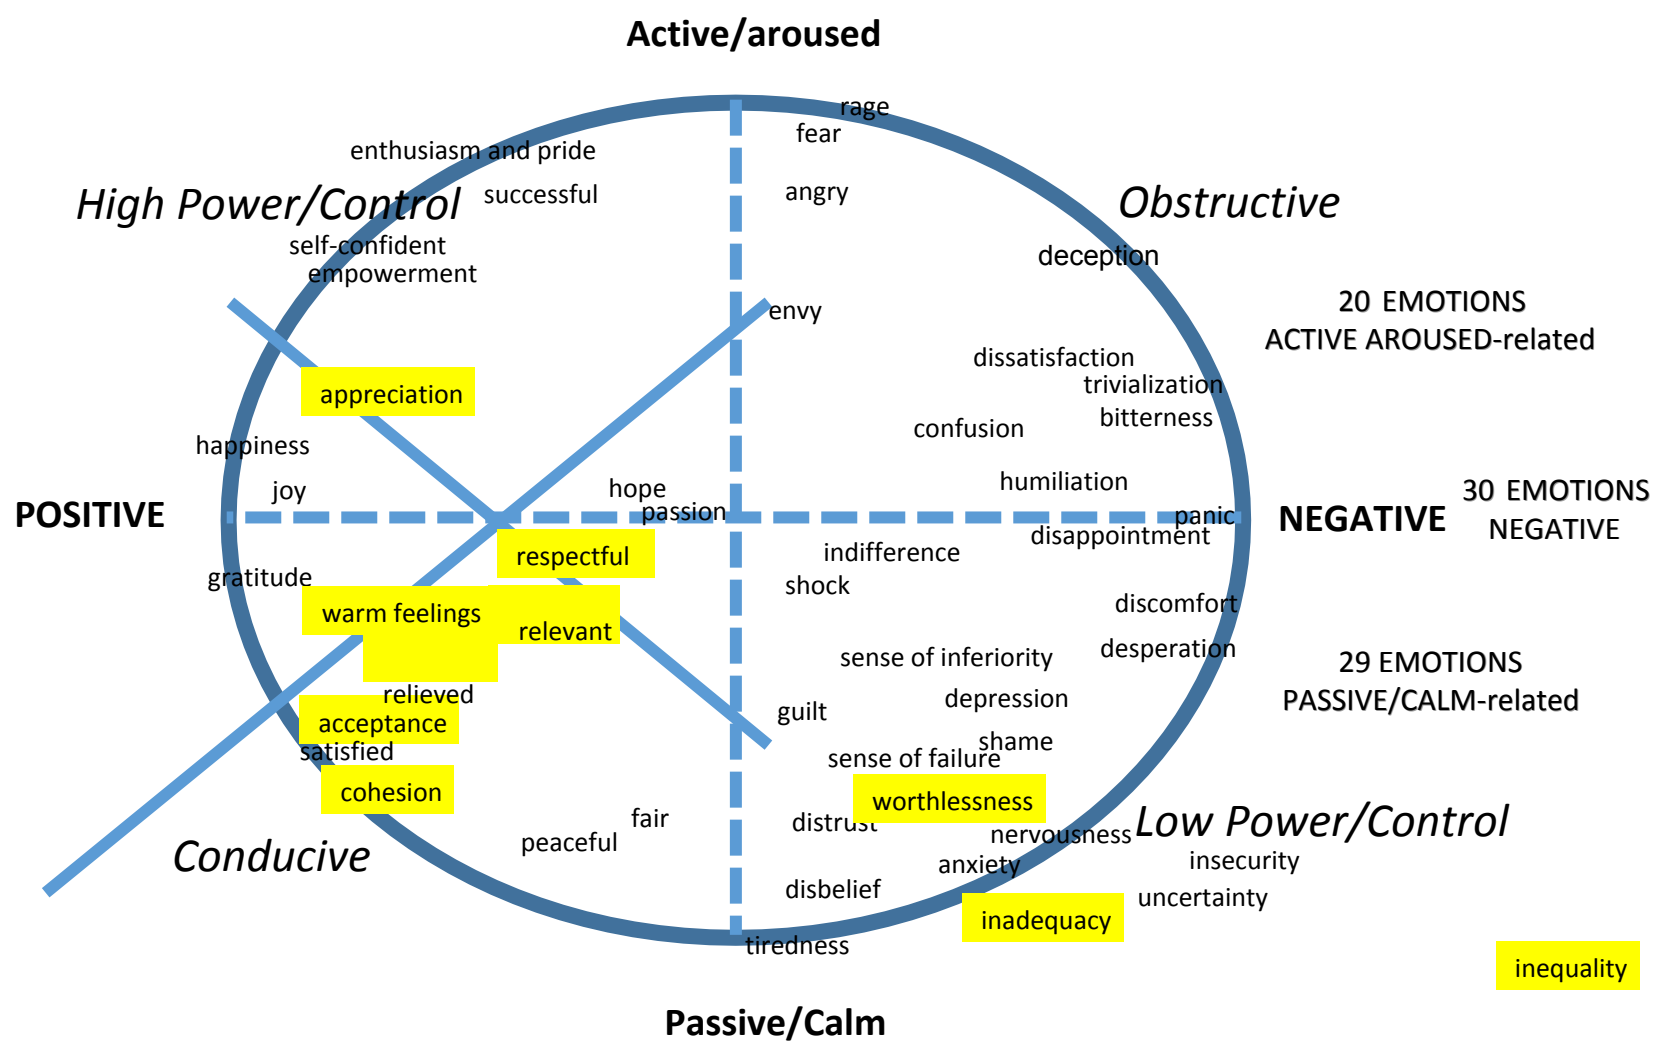 Active/aroused
rage
fear
enthusiasm and pride
successful
angry
High Power/Control
Obstructive
self-confident
empowerment
deception
envy
20 EMOTIONS
ACTIVE AROUSED-related
dissatisfaction
trivialization
appreciation
bitterness
confusion
happiness
humiliation
joy
hope
passion
POSITIVE
panic
NEGATIVE
30 EMOTIONS
NEGATIVE
disappointment
respectful
indifference
gratitude
shock
discomfort
warm feelings
relevant
desperation
sense of inferiority
29 EMOTIONS
PASSIVE/CALM-related
relieved
depression
acceptance
guilt
satisfied
shame
sense of failure
cohesion
worthlessness
fair
distrust
peaceful
nervousness
Low Power/Control
Conducive
anxiety
insecurity
disbelief
uncertainty
inadequacy
tiredness
inequality
Passive/Calm